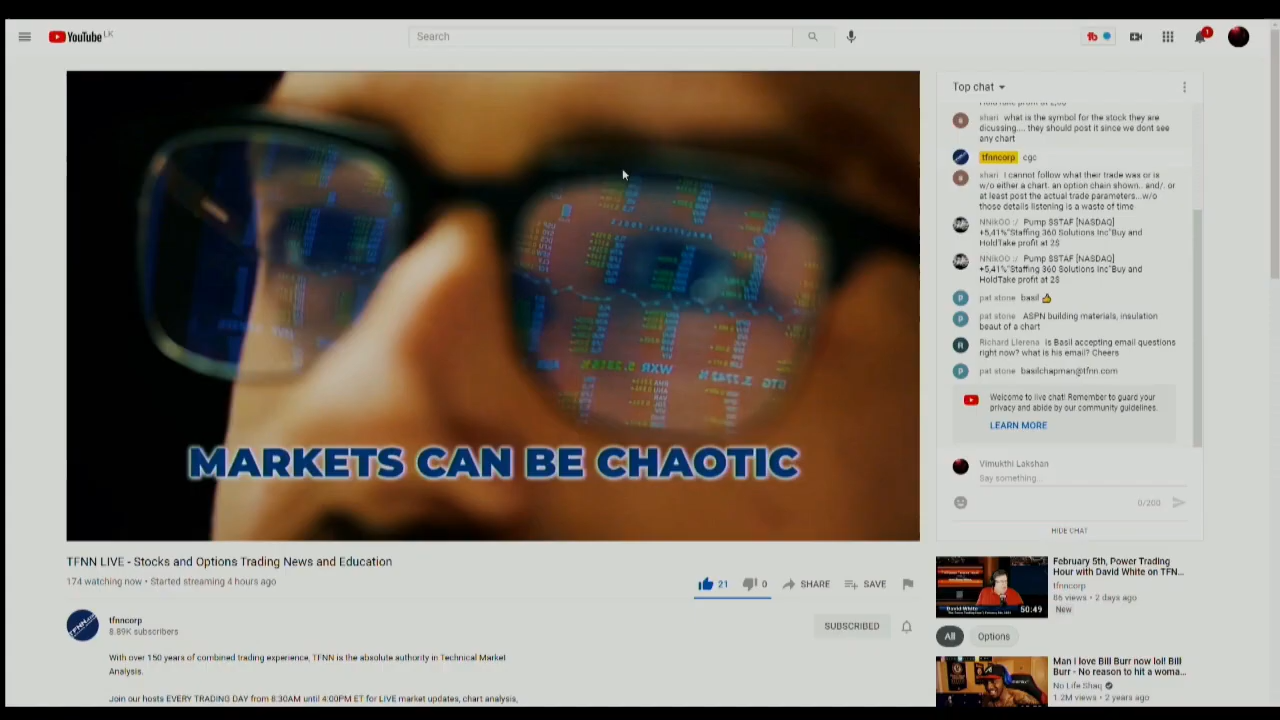 YouTube LK
Search
1
MARKETS CAN BE CHAOTIC
TFNN LIVE - Stocks and Options Trading News and Education
174 watching now • Started streaming 4 hours ago
21
0
SHARE
SAVE
tfnncorp
8.89K subscribers
SUBSCRIBED
With over 150 years of combined trading experience, TFNN is the absolute authority in Technical Market
Analysis.
Join our hosts EVERY TRADING DAY from 8:30AM until 4:00PM ET for LIVE market updates, chart analysis,
Top chat
shari what is the symbol for the stock they are
dicussing.... they should post it since we dont see
any chart
tfnncorp cgc
shari I cannot follow what their trade was or is
w/o either a chart. an option chain shown.. and/. or
at least post the actual trade parameters...w/o
those details listening is a waste of time
NNikOO :/ Pump $STAF [NASDAQ]
+5,41%"Staffing 360 Solutions Inc"Buy and
HoldTake profit at 2$
NNikOO :/ Pump $STAF [NASDAQ]
+5,41%"Staffing 360 Solutions Inc"Buy and
HoldTake profit at 2$
pat stone basil
pat stone ASPN building materials, insulation
beaut of a chart
Richard Llerena is Basil accepting email questions
right now? what is his email? Cheers
pat stone basilchapman@tfnn.com
Welcome to live chat! Remember to guard your
privacy and abide by our community guidelines.
LEARN MORE
Vimukthi Lakshan
Say something...
0/200
HIDE CHAT
David White
50:49
February 5th, Power Trading
Hour with David White on TFN...
tfnncorp
86 views • 2 days ago
New
All
Options
Man i love Bill Burr now lol! Bill
Burr - No reason to hit a woma...
No Life Shaq
1.2M views • 2 years ago